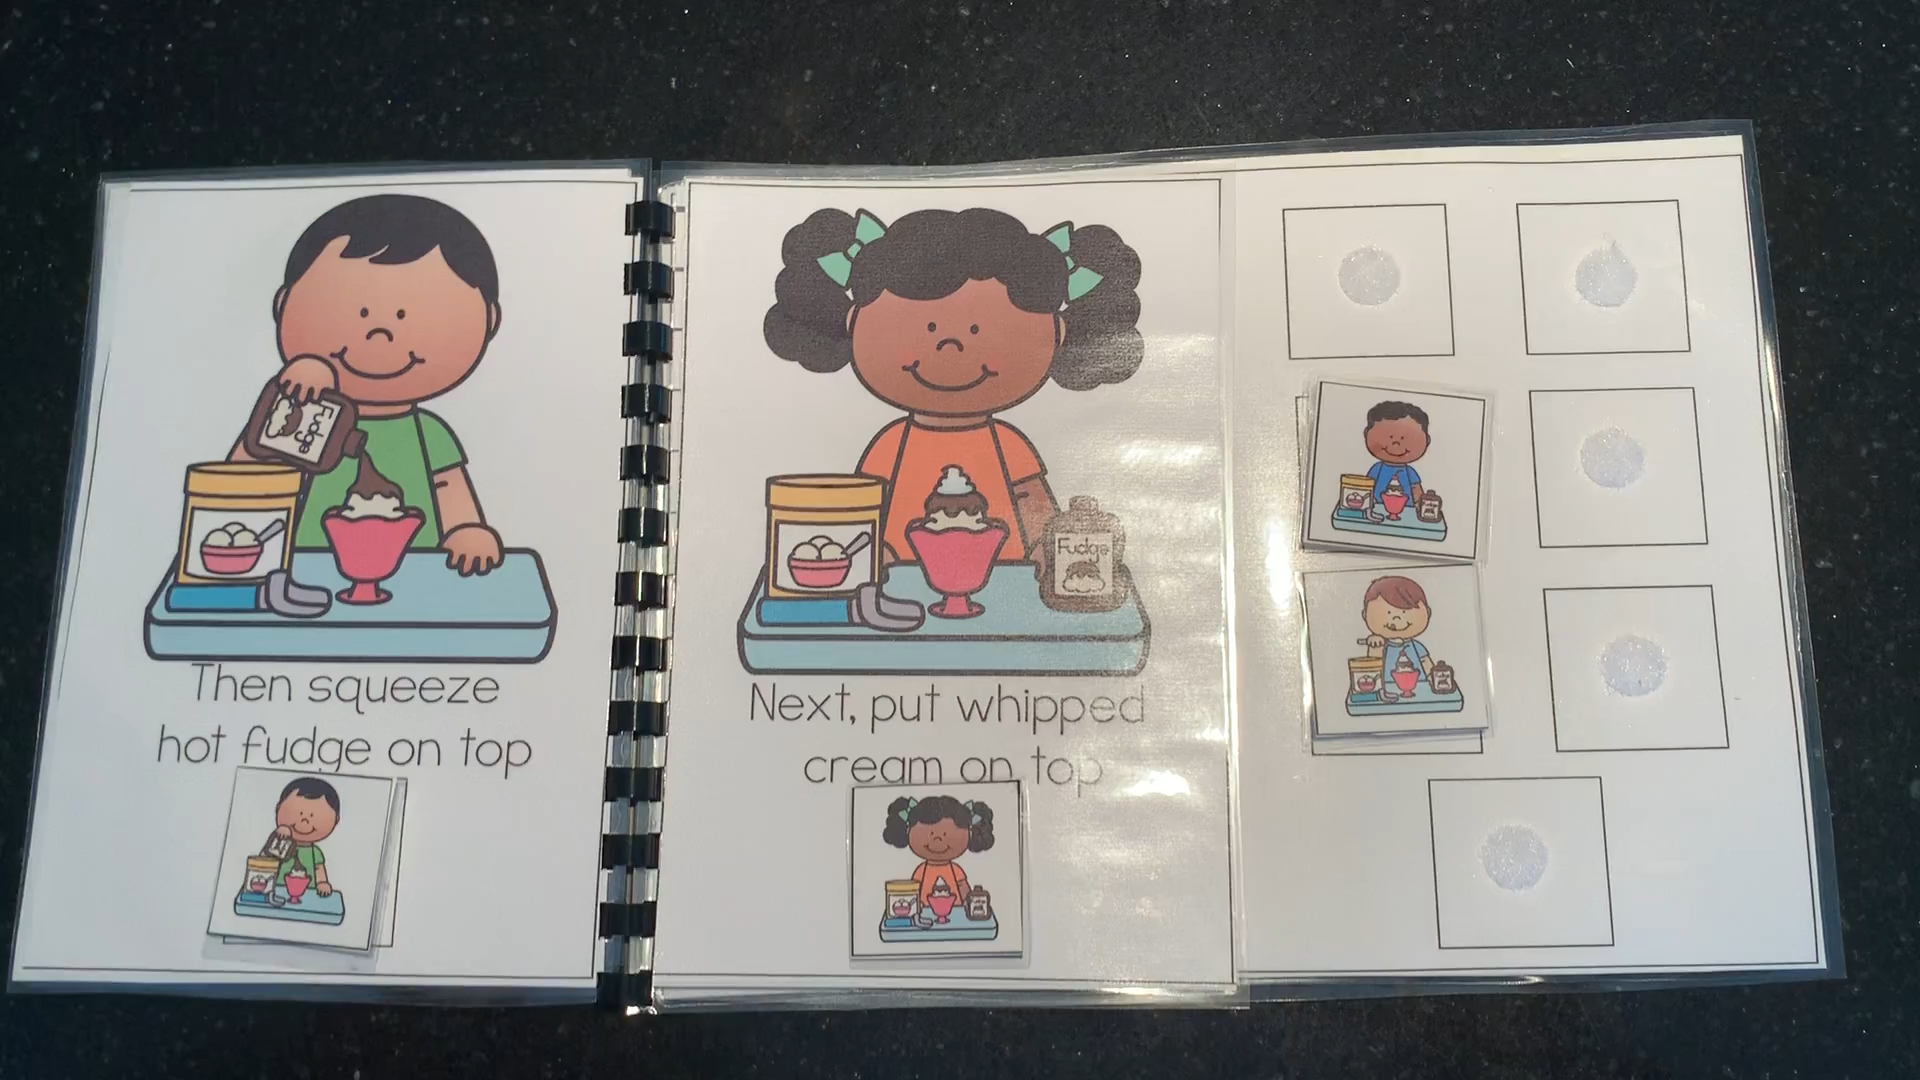 Fudge
Then squeeze
hot fudge on top
Fudge
Next, put whipped
cream on top